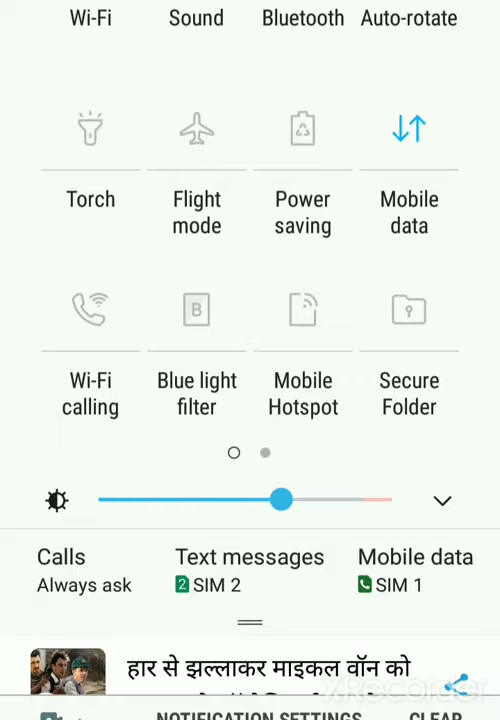 Wi-Fi Sound Bluetooth Auto-rotate
Torch Flight mode Power saving Mobile data
Wi-Fi calling B Blue light filter Mobile Hotspot Secure Folder
Calls Text messages Mobile data
Always ask 2 SIM 2 SIM 1
हार से झल्लाकर माइकल वॉन को
XRecorder
NOTIFICATION SETTINGS CLEAR